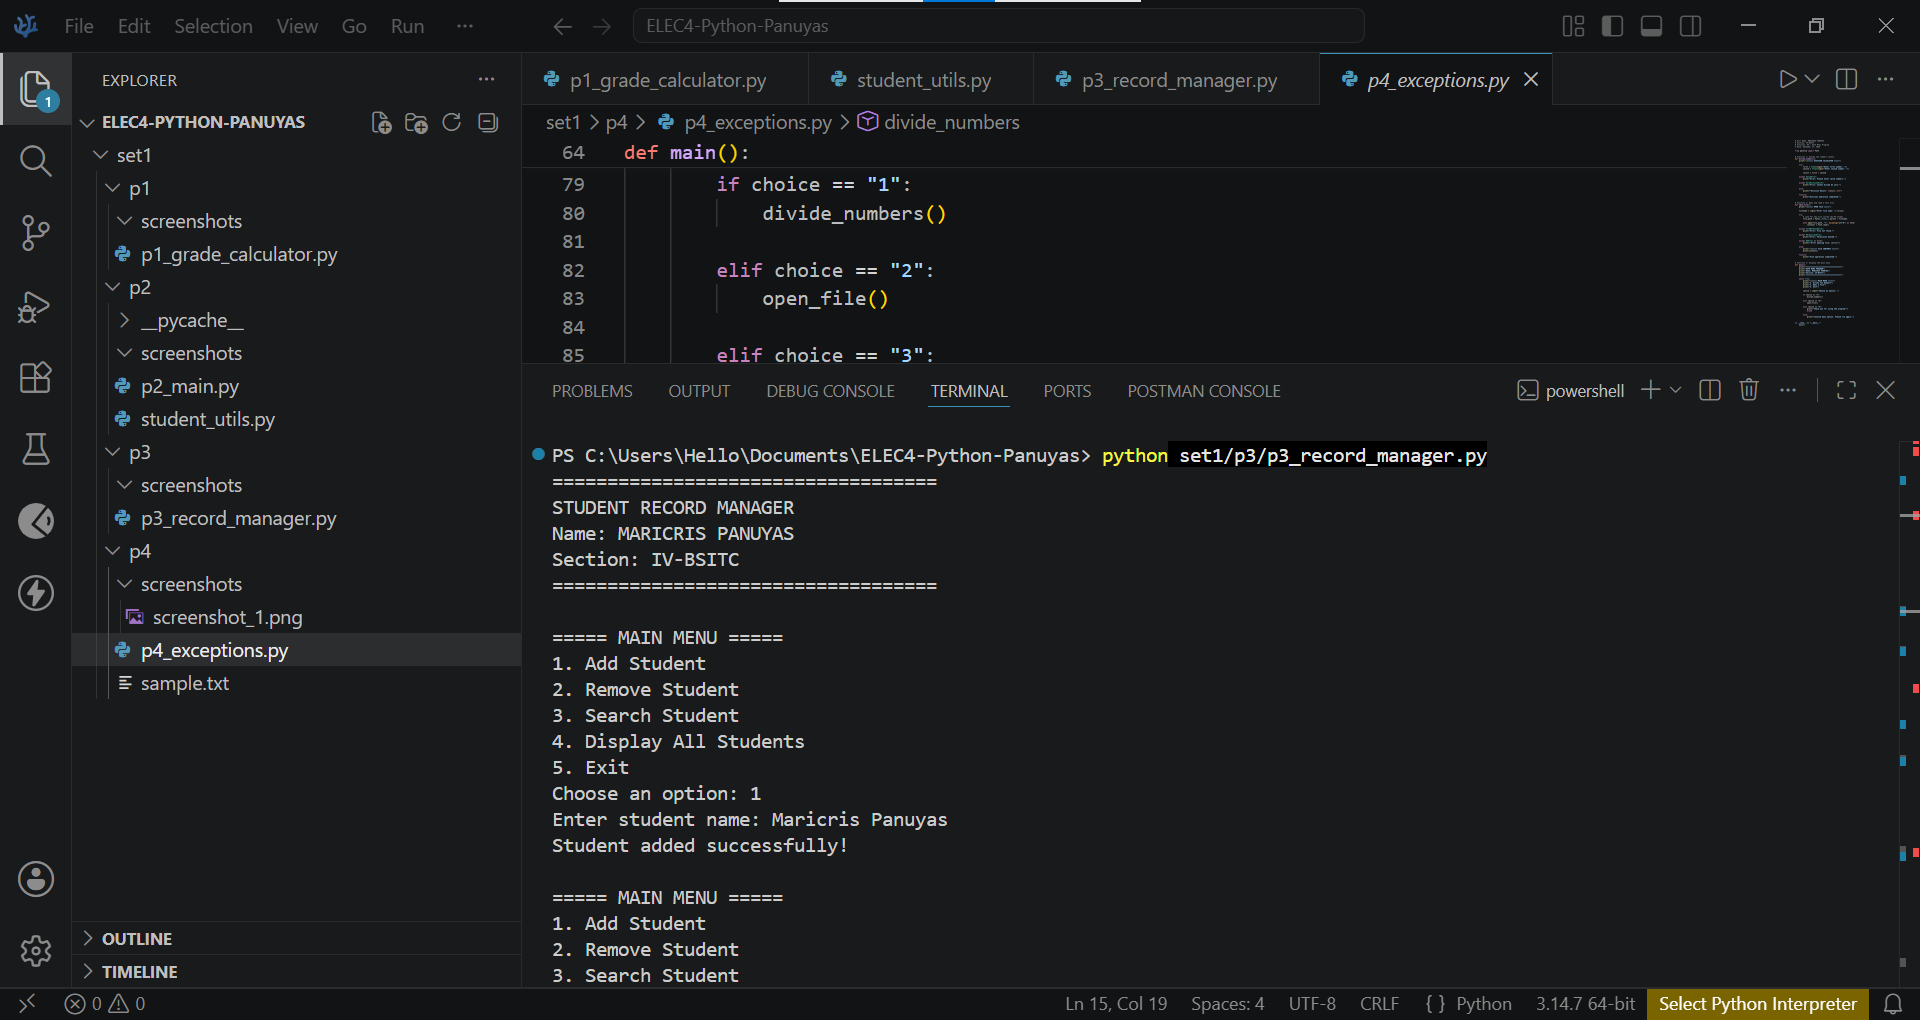 File Edit Selection View Go Run ··· ELEC4-Python-Panuyas
EXPLORER ···
1
ELEC4-PYTHON-PANUYAS
set1
p1
screenshots
p1_grade_calculator.py
p2
__pycache__
screenshots
p2_main.py
student_utils.py
p3
screenshots
p3_record_manager.py
p4
screenshots
screenshot_1.png
p4_exceptions.py
sample.txt
OUTLINE
TIMELINE
p1_grade_calculator.py student_utils.py p3_record_manager.py p4_exceptions.py
set1 > p4 > p4_exceptions.py > divide_numbers
64 def main():
79 if choice == "1":
80 divide_numbers()
81
82 elif choice == "2":
83 open_file()
84
85 elif choice == "3":
PROBLEMS OUTPUT DEBUG CONSOLE TERMINAL PORTS POSTMAN CONSOLE powershell
PS C:\Users\Hello\Documents\ELEC4-Python-Panuyas> python set1/p3/p3_record_manager.py
===================================
STUDENT RECORD MANAGER
Name: MARICRIS PANUYAS
Section: IV-BSITC
===================================
===== MAIN MENU =====
1. Add Student
2. Remove Student
3. Search Student
4. Display All Students
5. Exit
Choose an option: 1
Enter student name: Maricris Panuyas
Student added successfully!
===== MAIN MENU =====
1. Add Student
2. Remove Student
3. Search Student
0 0 Ln 15, Col 19 Spaces: 4 UTF-8 CRLF { } Python 3.14.7 64-bit Select Python Interpreter